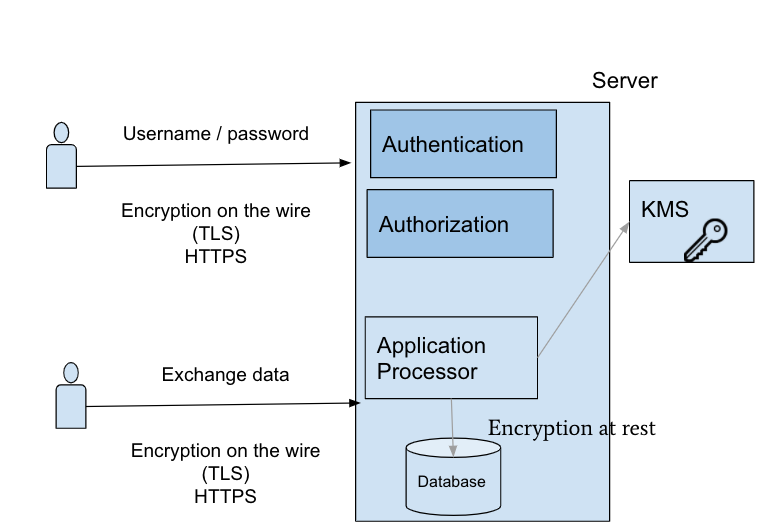 Server
Username / password
Authentication
Encryption on the wire
(TLS)
HTTPS
Authorization
KMS
Exchange data
Application
Processor
Encryption at rest
Encryption on the wire
(TLS)
HTTPS
Database